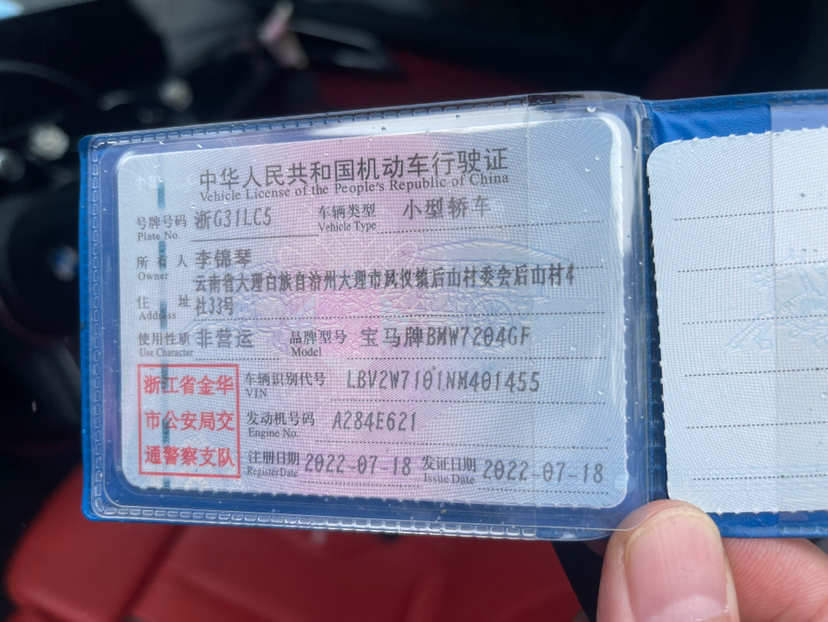 中华人民共和国机动车行驶证
Vehicle License of the People's Republic of China
号牌号码 浙G31LC5 车辆类型 小型轿车
Plate No. Vehicle Type
所有人 李锦琴
Owner
云南省大理白族自治州大理市凤仪镇后山村委会后山村4
住址 社33号
Address
使用性质 非营运 品牌型号 宝马牌BMW7204GF
Use Character Model
浙江省金华
市公安局交
通警察支队
车辆识别代号 LBV2W7101NM401455
VIN
发动机号码 A284E621
Engine No.
注册日期 2022-07-18 发证日期 2022-07-18
Register Date Issue Date